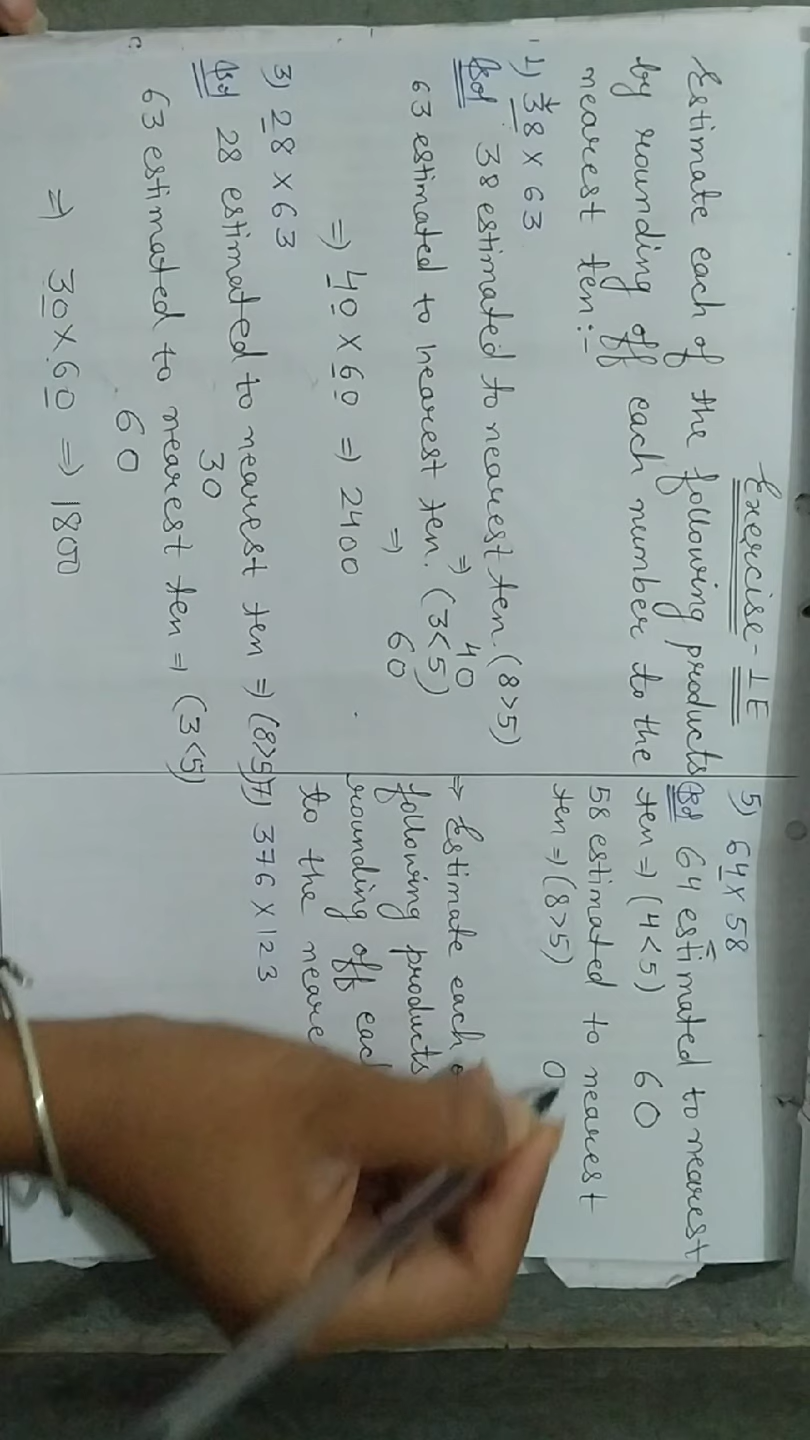 Exercise-1E
Estimate each of the following products
by rounding off each number to the
nearest ten:-
1) 38 x 63
Sol 38 estimated to nearest ten. (8>5)
⇒ 40
63 estimated to nearest ten. (3<5)
⇒ 60
⇒ 40 x 60 ⇒ 2400
3) 28 x 63
Sol 28 estimated to nearest ten ⇒ (8>5)
30
63 estimated to nearest ten ⇒ (3<5)
60
⇒ 30 x 60 ⇒ 1800
5) 64 x 58
Sol 64 estimated to nearest
ten ⇒ (4<5) 60
58 estimated to nearest
ten ⇒ (8>5) 0
⇒ Estimate each
following products
rounding off
to the
7) 376 x 123